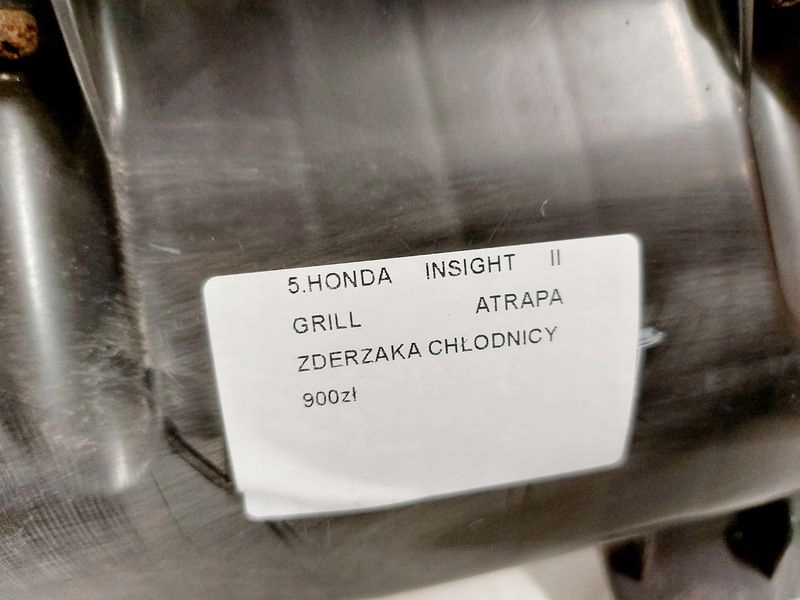 5.HONDA INSIGHT II
GRILL ATRAPA
ZDERZAKA CHŁODNICY
900zł